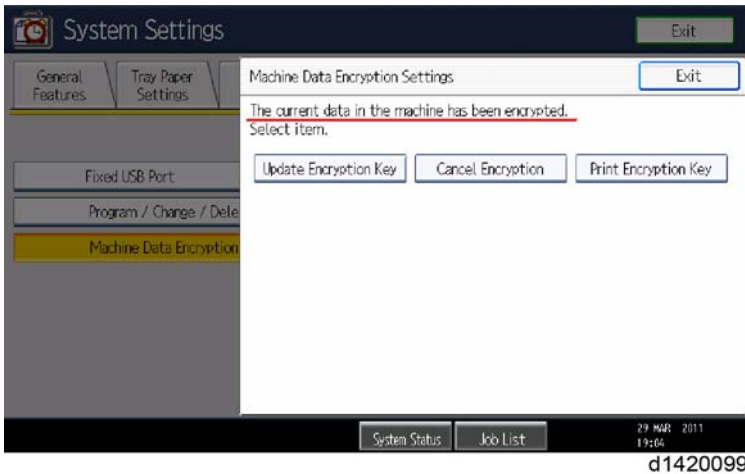 System Settings
Exit
General
Features
Tray Paper
Settings
Machine Data Encryption Settings
Exit
The current data in the machine has been encrypted.
Select item.
Update Encryption Key
Cancel Encryption
Print Encryption Key
Fixed USB Port
Program / Change / Dele
Machine Data Encryption
System Status
Job List
29 MAR 2011
19:04
d1420099